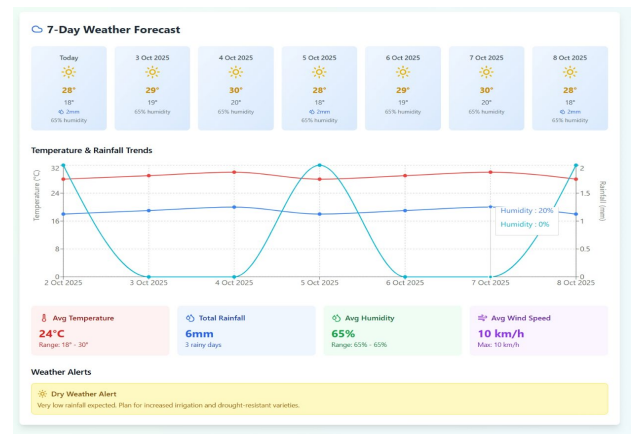 7-Day Weather Forecast
Today 3 Oct 2025 4 Oct 2025 5 Oct 2025 6 Oct 2025 7 Oct 2025 8 Oct 2025
28° 29° 30° 28° 29° 30° 28°
18° 19° 20° 18° 19° 20° 18°
2mm 65% humidity 65% humidity 2mm 65% humidity 65% humidity 2mm
65% humidity 65% humidity 65% humidity
Temperature & Rainfall Trends
32 2
24 1.5
Humidity : 20%
16 1
Humidity : 0%
8 0.5
0 0
Temperature (°C)
Rainfall (mm)
2 Oct 2025 3 Oct 2025 4 Oct 2025 5 Oct 2025 6 Oct 2025 7 Oct 2025 8 Oct 2025
Avg Temperature Total Rainfall Avg Humidity Avg Wind Speed
24°C 6mm 65% 10 km/h
Range: 18° - 30° 3 rainy days Range: 65% - 65% Max: 10 km/h
Weather Alerts
Dry Weather Alert
Very low rainfall expected. Plan for increased irrigation and drought-resistant varieties.